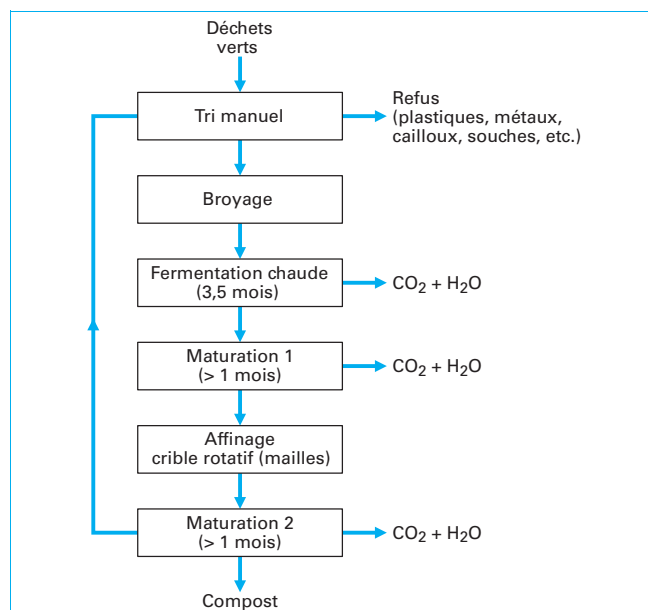 Déchets
verts
Tri manuel
Refus
(plastiques, métaux,
cailloux, souches, etc.)
Broyage
Fermentation chaude
(3,5 mois)
CO₂ + H₂O
Maturation 1
(> 1 mois)
CO₂ + H₂O
Affinage
crible rotatif (mailles)
Maturation 2
(> 1 mois)
CO₂ + H₂O
Compost